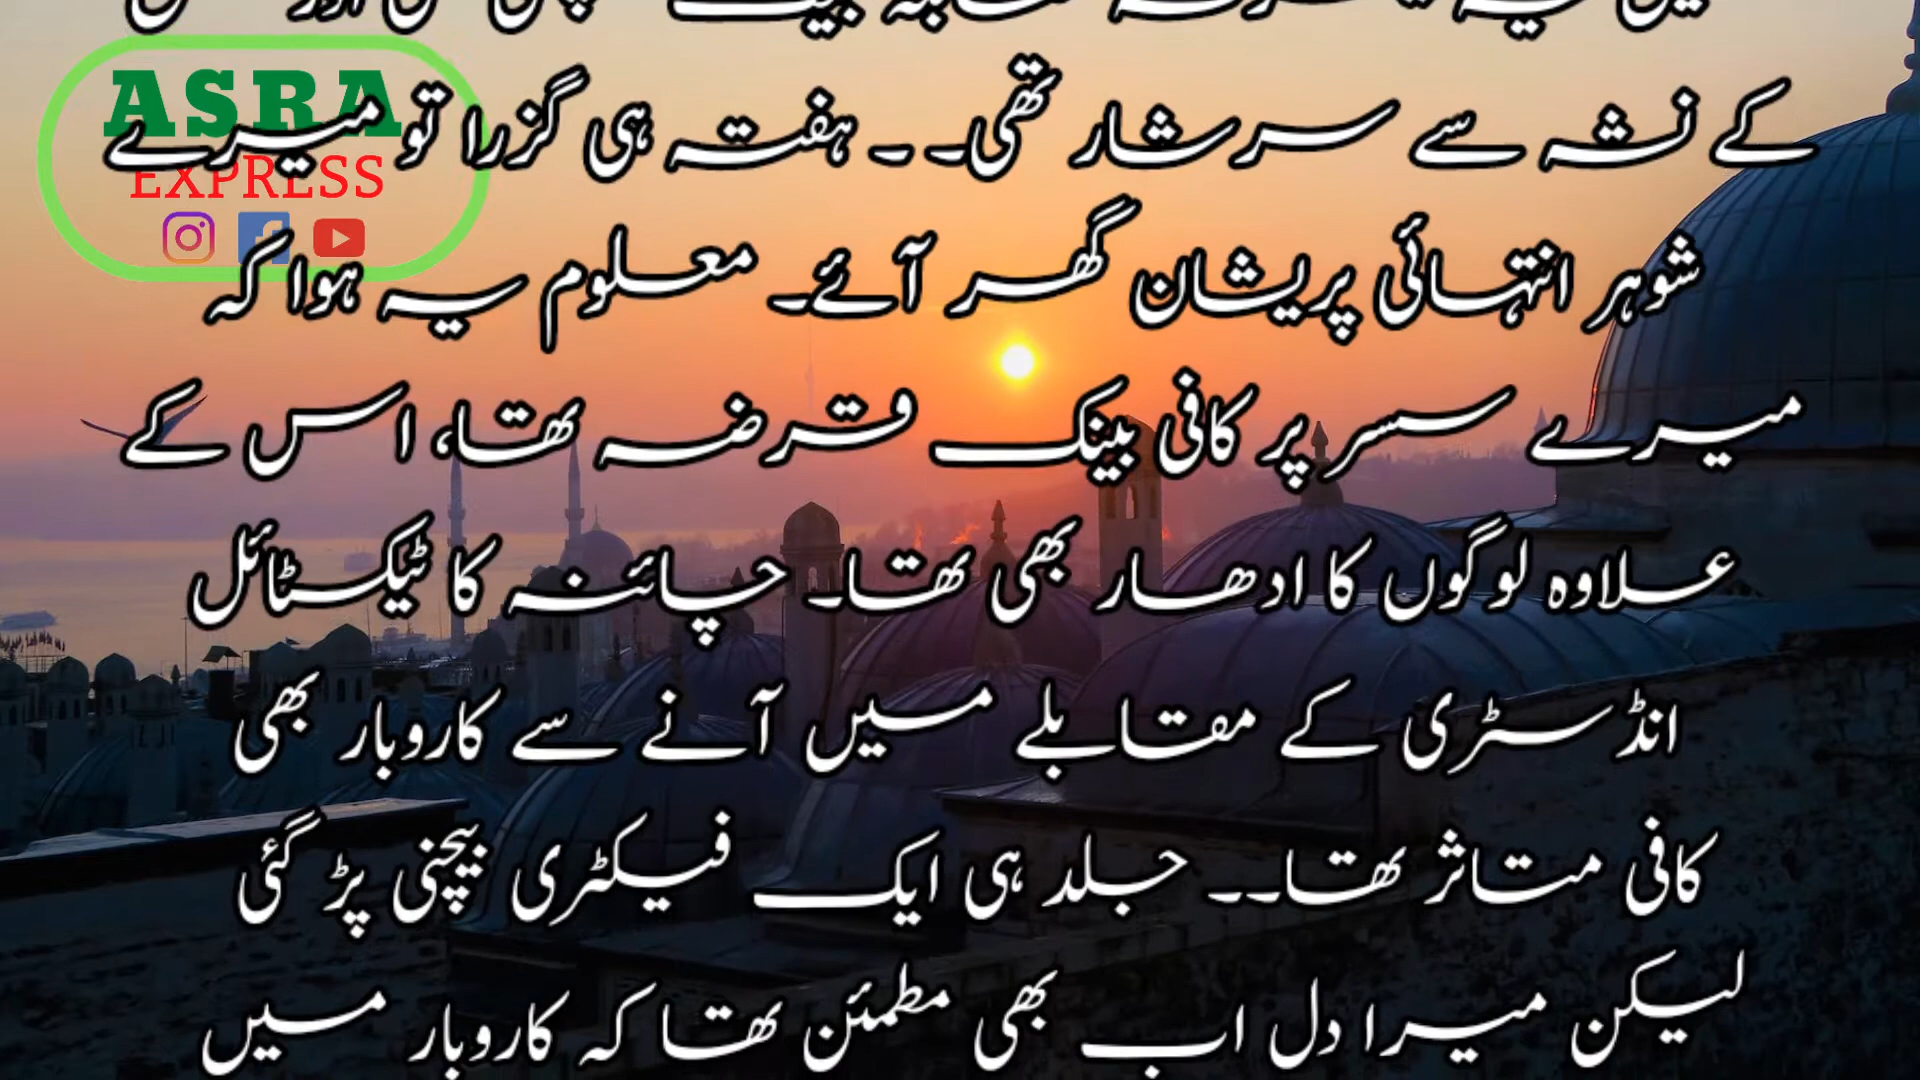 ASRA
EXPRESS
کے نشہ سے سرشار تھی۔ ۔ ہفتہ ہی گزرا تو میرے
شوہر انتہائی پریشان گھر آئے۔ معلوم یہ ہوا کہ
میرے سسر پر کافی بینک قرضہ تھا، اس کے
علاوہ لوگوں کا ادھار بھی تھا۔ چائنہ کا ٹیکسٹائل
انڈسٹری کے مقابلے میں آنے سے کاروبار بھی
کافی متاثر تھا۔۔ جلد ہی ایک فیکٹری بیچنی پڑ گئی
لیکن میرا دل اب بھی مطمئن تھا کہ کاروبار میں